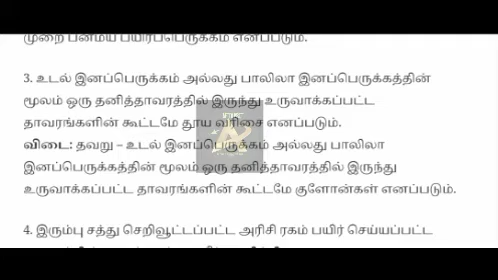 முறை பன்மய பயிர்ப்பெருக்கம் எனப்படும்.
3. உடல் இனப்பெருக்கம் அல்லது பாலிலா இனப்பெருக்கத்தின்
மூலம் ஒரு தனித்தாவரத்தில் இருந்து உருவாக்கப்பட்ட
தாவரங்களின் கூட்டமே தூய வரிசை எனப்படும்.
விடை: தவறு – உடல் இனப்பெருக்கம் அல்லது பாலிலா
இனப்பெருக்கத்தின் மூலம் ஒரு தனித்தாவரத்தில் இருந்து
உருவாக்கப்பட்ட தாவரங்களின் கூட்டமே குளோன்கள் எனப்படும்.
4. இரும்பு சத்து செறிவூட்டப்பட்ட அரிசி ரகம் பயிர் செய்யப்பட்ட